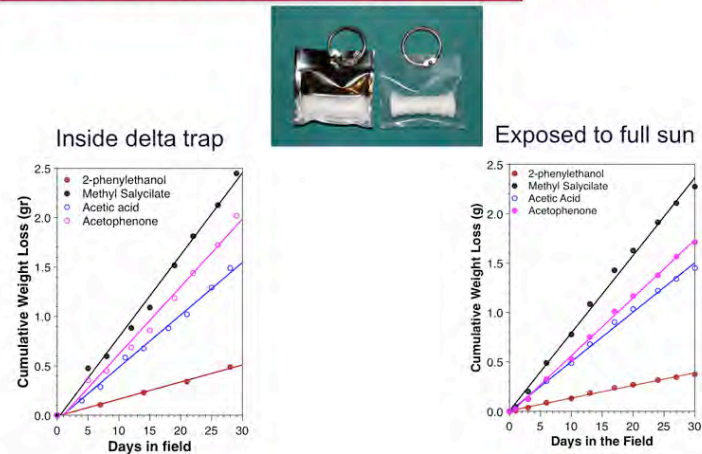 Inside delta trap
2.5
2.0
1.5
1.0
0.5
0.0
0
5
10
15
20
25
30
Cumulative Weight Loss (gr)
Days in field
2-phenylethanol
Methyl Salycilate
Acetic acid
Acetophenone
Exposed to full sun
2.5
2.0
1.5
1.0
0.5
0.0
0
5
10
15
20
25
30
Cumulative Weight Loss (g)
Days in the Field
2-phenylethanol
Methyl Salycilate
Acetic Acid
Acetophenone